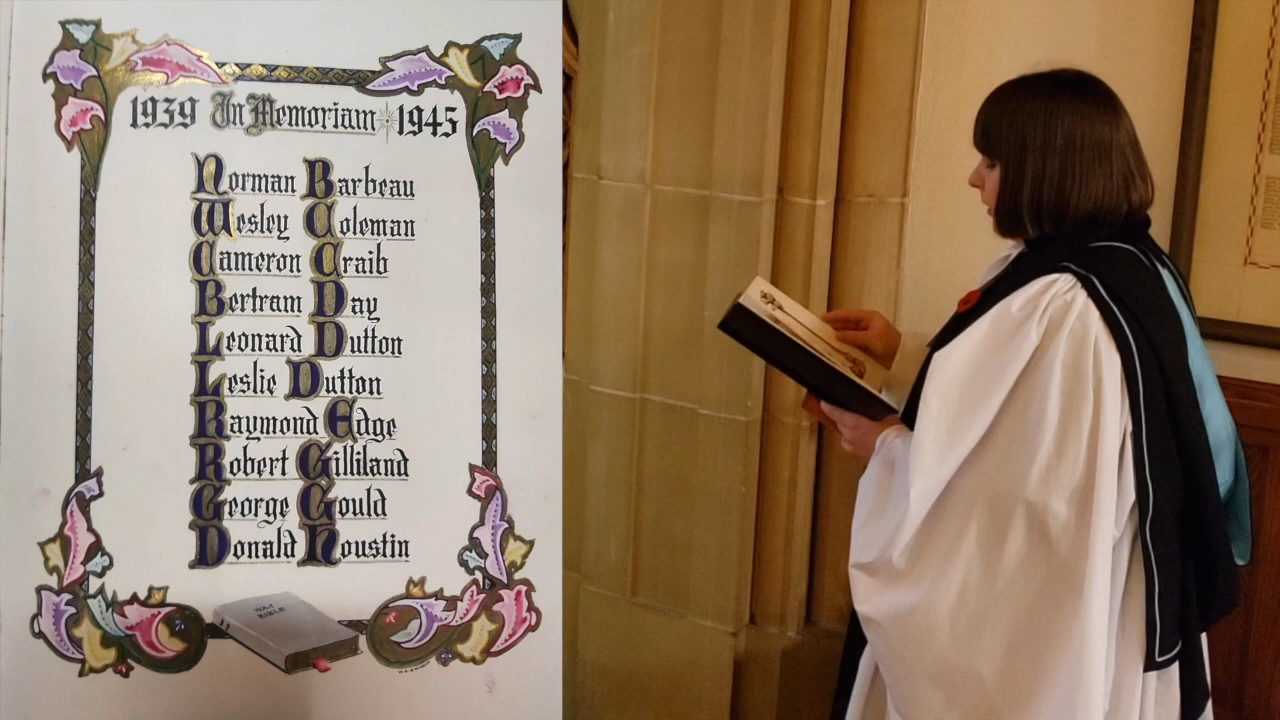 1939 In Memoriam 1945
Norman Barbeau
Wesley Coleman
Cameron Craib
Bertram Day
Leonard Dutton
Leslie Dutton
Raymond Edge
Robert Gilliland
George Gould
Donald Houstin
WAR
BIBLE